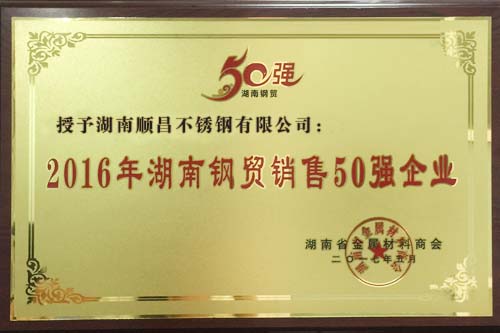 50强
湖南钢贸
授予湖南顺昌不锈钢有限公司：
2016年湖南钢贸销售50强企业
湖南省金属材料商会
二〇一七年五月